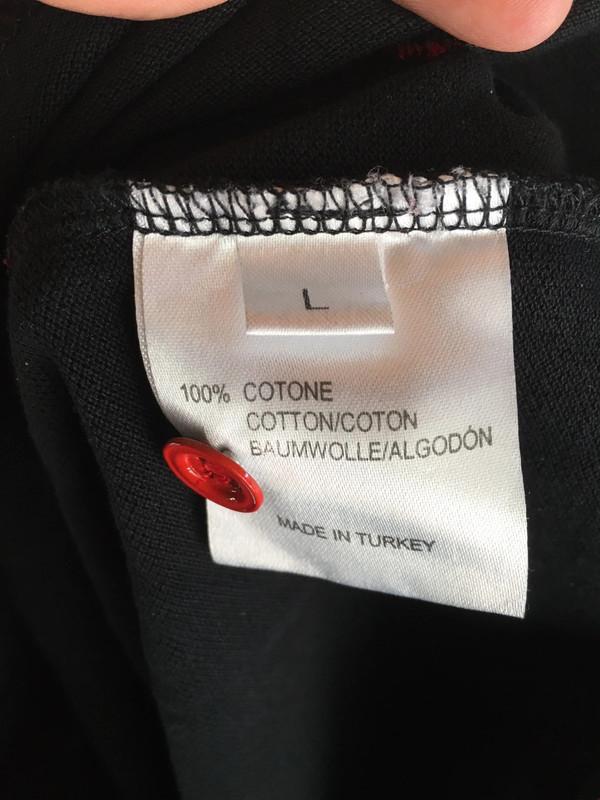 L
100% COTONE
COTTON/COTON
BAUMWOLLE/ALGODÓN
MADE IN TURKEY